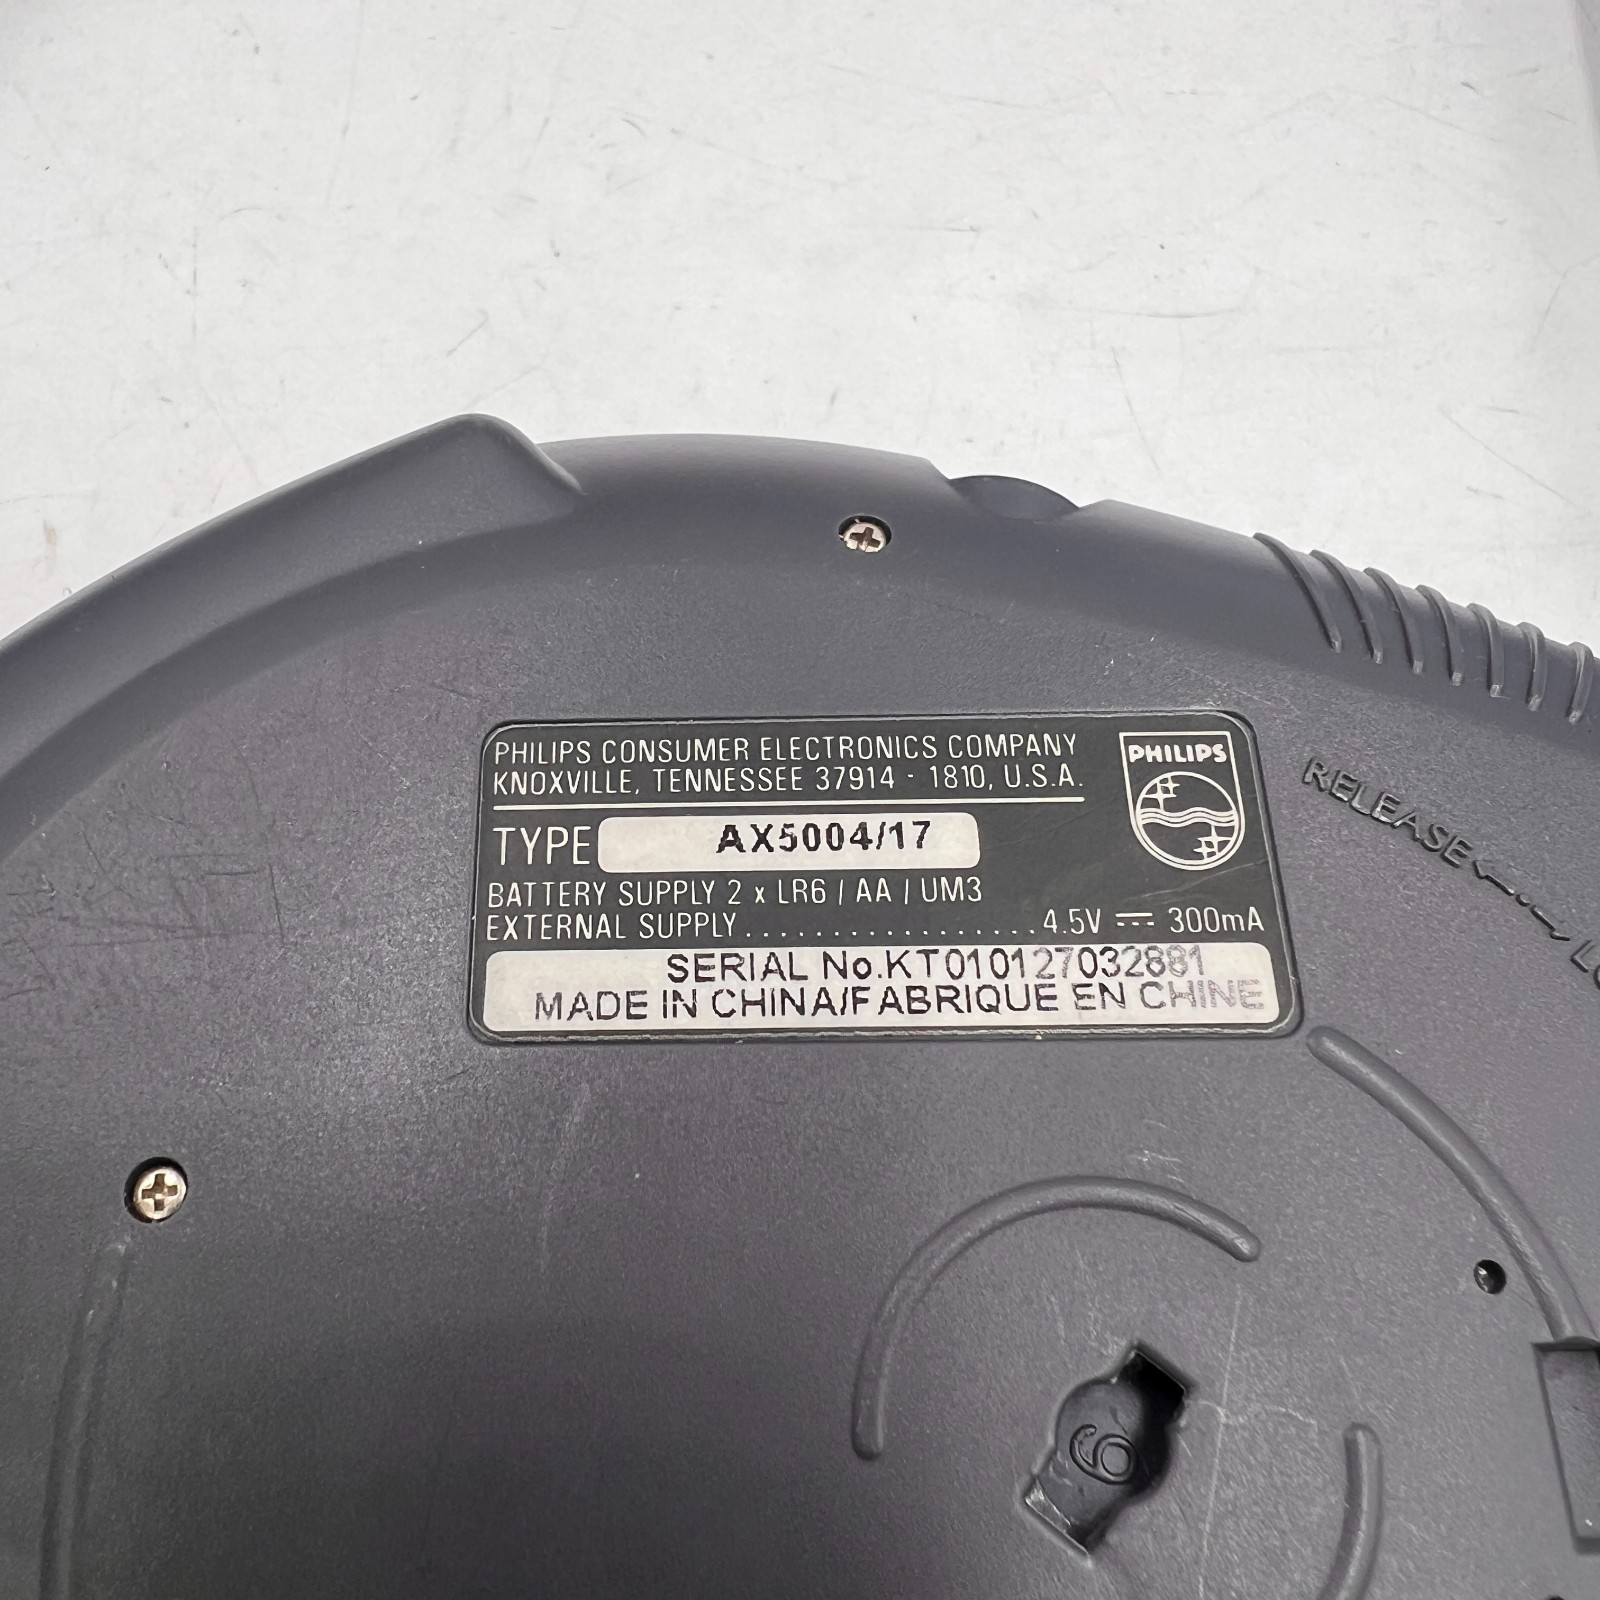 PHILIPS CONSUMER ELECTRONICS COMPANY
KNOXVILLE, TENNESSEE 37914 - 1810, U.S.A.
PHILIPS
TYPE AX5004/17
BATTERY SUPPLY 2 x LR6 / AA / UM3
EXTERNAL SUPPLY.................4.5V ⎓ 300mA
SERIAL No.KT010127032881
MADE IN CHINA/FABRIQUE EN CHINE
RELEASE
6